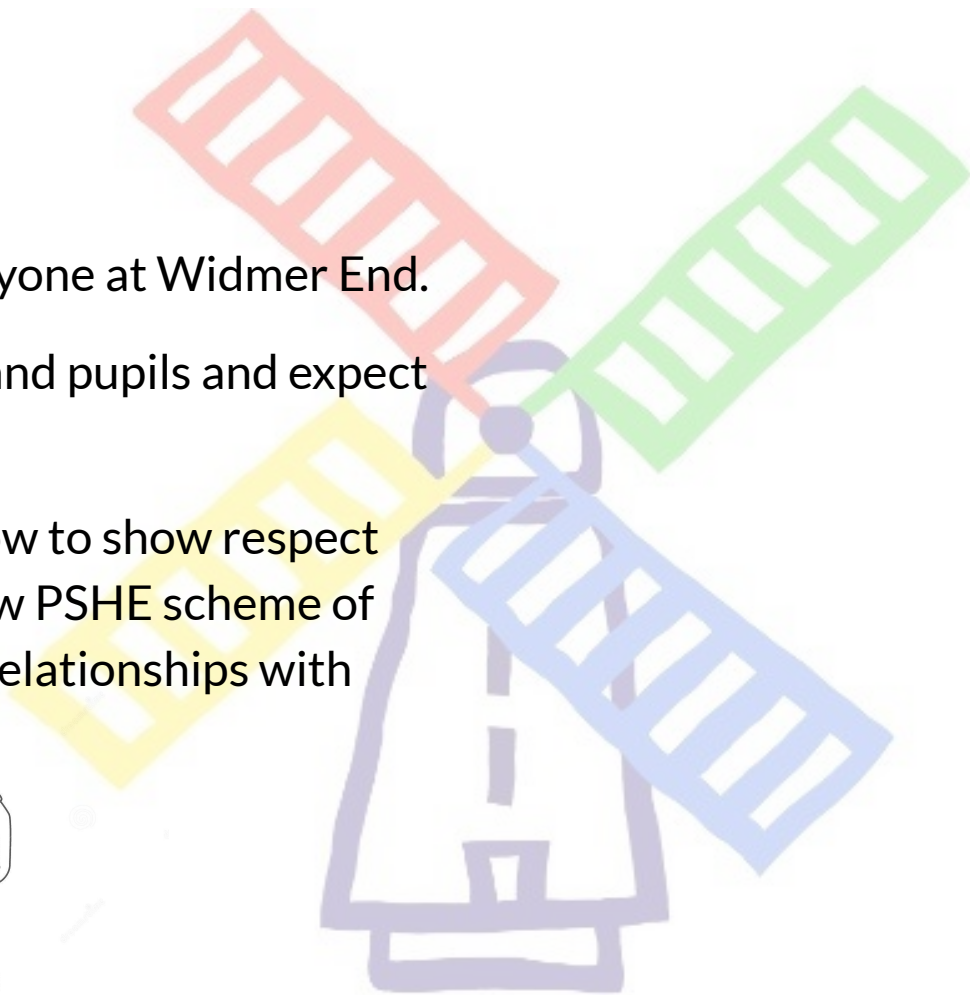 yone at Widmer End.
nd pupils and expect
w to show respect
w PSHE scheme of
elationships with